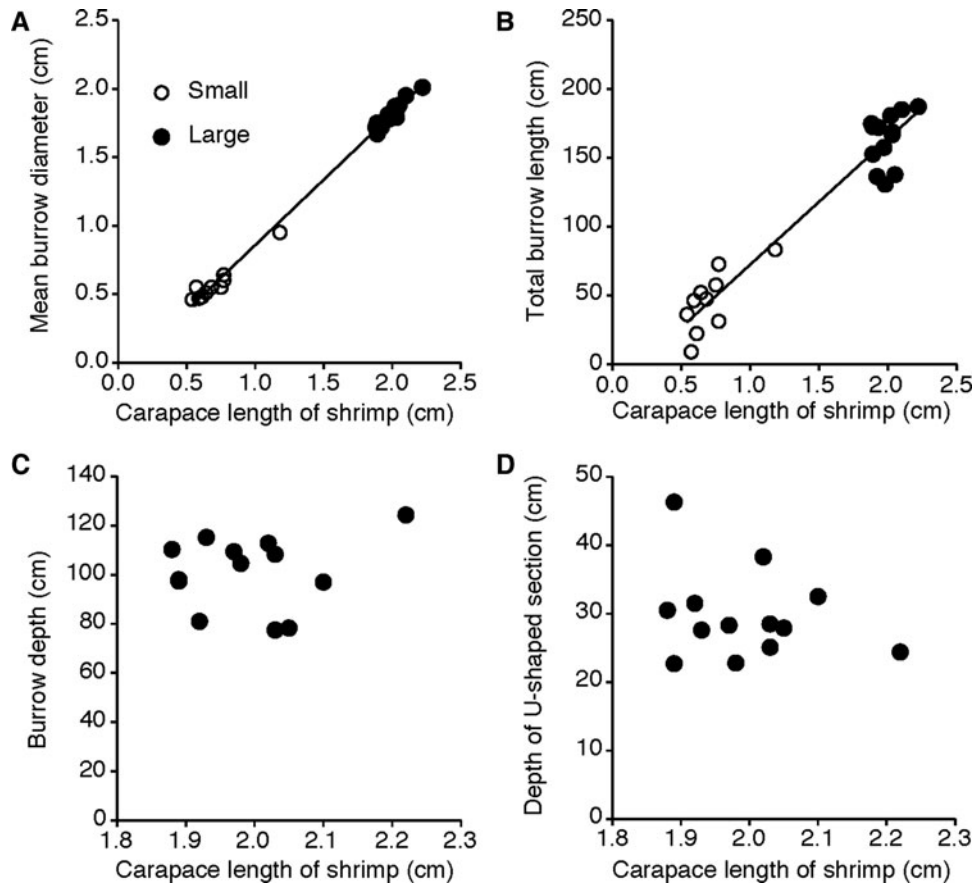 A
Mean burrow diameter (cm)
2.5
2.0
1.5
1.0
0.5
0.0
0.0 0.5 1.0 1.5 2.0 2.5
Carapace length of shrimp (cm)
Small
Large
B
Total burrow length (cm)
250
200
150
100
50
0
0.0 0.5 1.0 1.5 2.0 2.5
Carapace length of shrimp (cm)
C
Burrow depth (cm)
140
120
100
80
60
40
20
0
1.8 1.9 2.0 2.1 2.2 2.3
Carapace length of shrimp (cm)
D
Depth of U-shaped section (cm)
50
40
30
20
10
0
1.8 1.9 2.0 2.1 2.2 2.3
Carapace length of shrimp (cm)